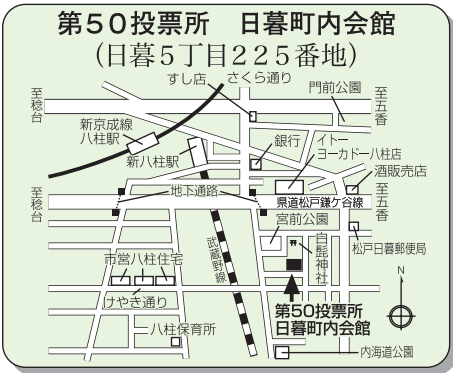 第50投票所　日暮町内会館
（日暮5丁目225番地）
すし店
さくら通り
門前公園
至稔台
至五香
新京成線
八柱駅
新八柱駅
銀行
イトー
ヨーカドー八柱店
酒販売店
地下通路
県道松戸鎌ケ谷線
至稔台
至五香
宮前公園
白髭神社
松戸日暮郵便局
武蔵野線
市営八柱住宅
けやき通り
八柱保育所
第50投票所
日暮町内会館
内海道公園
N